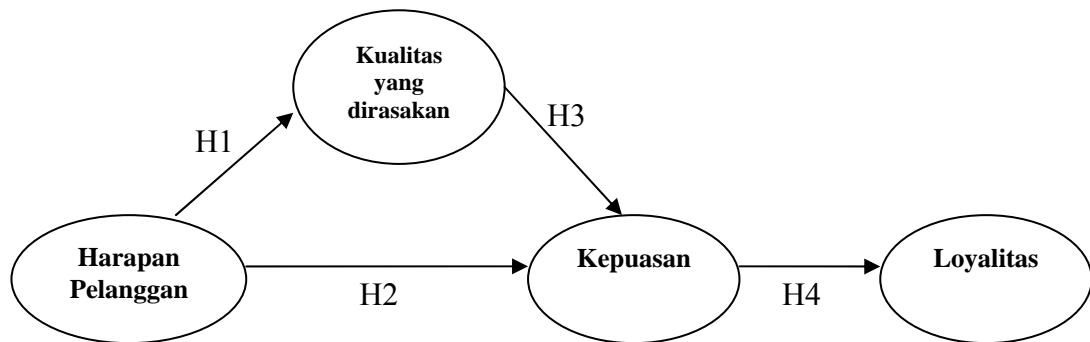 Kualitas
yang
dirasakan
H1
H3
Harapan
Pelanggan
H2
Kepuasan
H4
Loyalitas